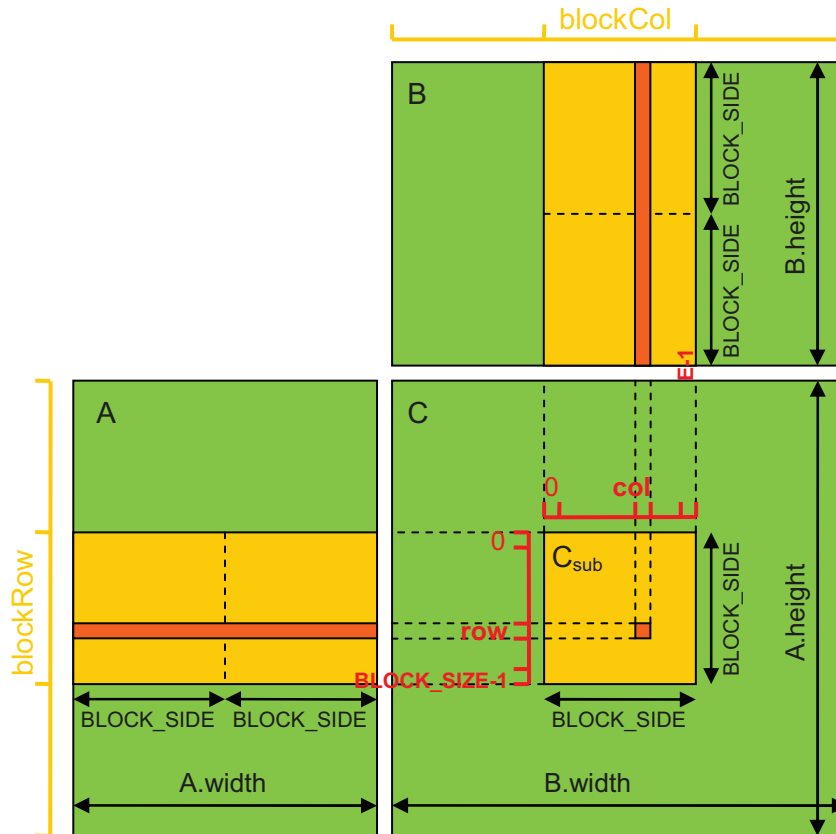 blockCol
B
BLOCK_SIDE
BLOCK_SIDE
B.height
E-1
A
C
0
col
blockRow
0
C_sub
row
BLOCK_SIZE-1
BLOCK_SIDE
A.height
BLOCK_SIDE
BLOCK_SIDE
BLOCK_SIDE
A.width
B.width